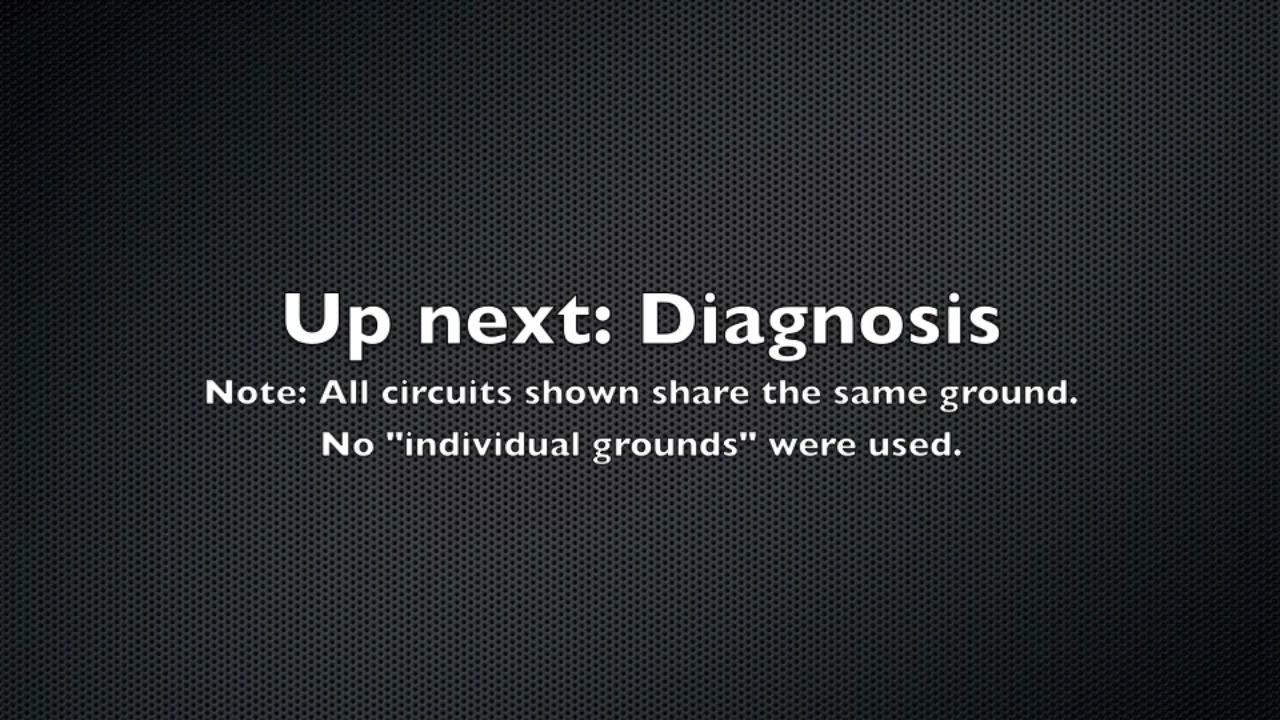 Up next: Diagnosis
Note: All circuits shown share the same ground.
No "individual grounds" were used.